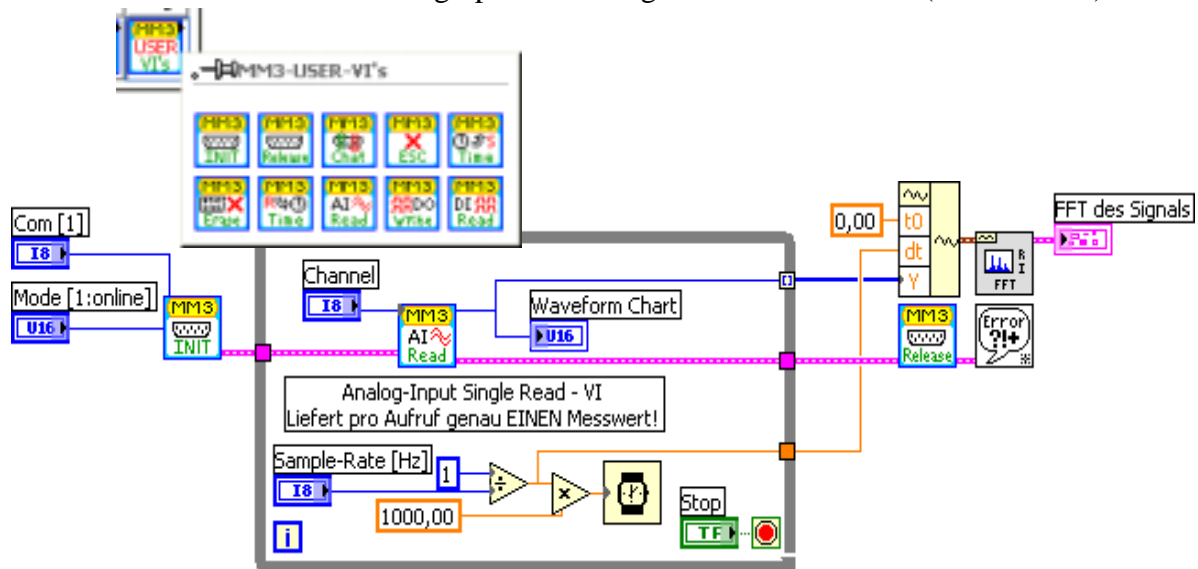 MM3
USER
VI's
MM3-USER-VI's
MM3 MM3 MM3 MM3 MM3
INIT Release Chat ESC Time
MM3 MM3 MM3 MM3 MM3
AI DO DI
Erase Time Read Write Read
Com [1]
I8
Mode [1:online]
U16
MM3
INIT
Channel
I8
MM3
AI
Read
Waveform Chart
U16
Analog-Input Single Read - VI
Liefert pro Aufruf genau EINEN Messwert!
Sample-Rate [Hz]
1
I8
1000,00
i
Stop
TF
0,00
t0
dt
Y
R
I
FFT
FFT des Signals
MM3
Release
Error
?!+